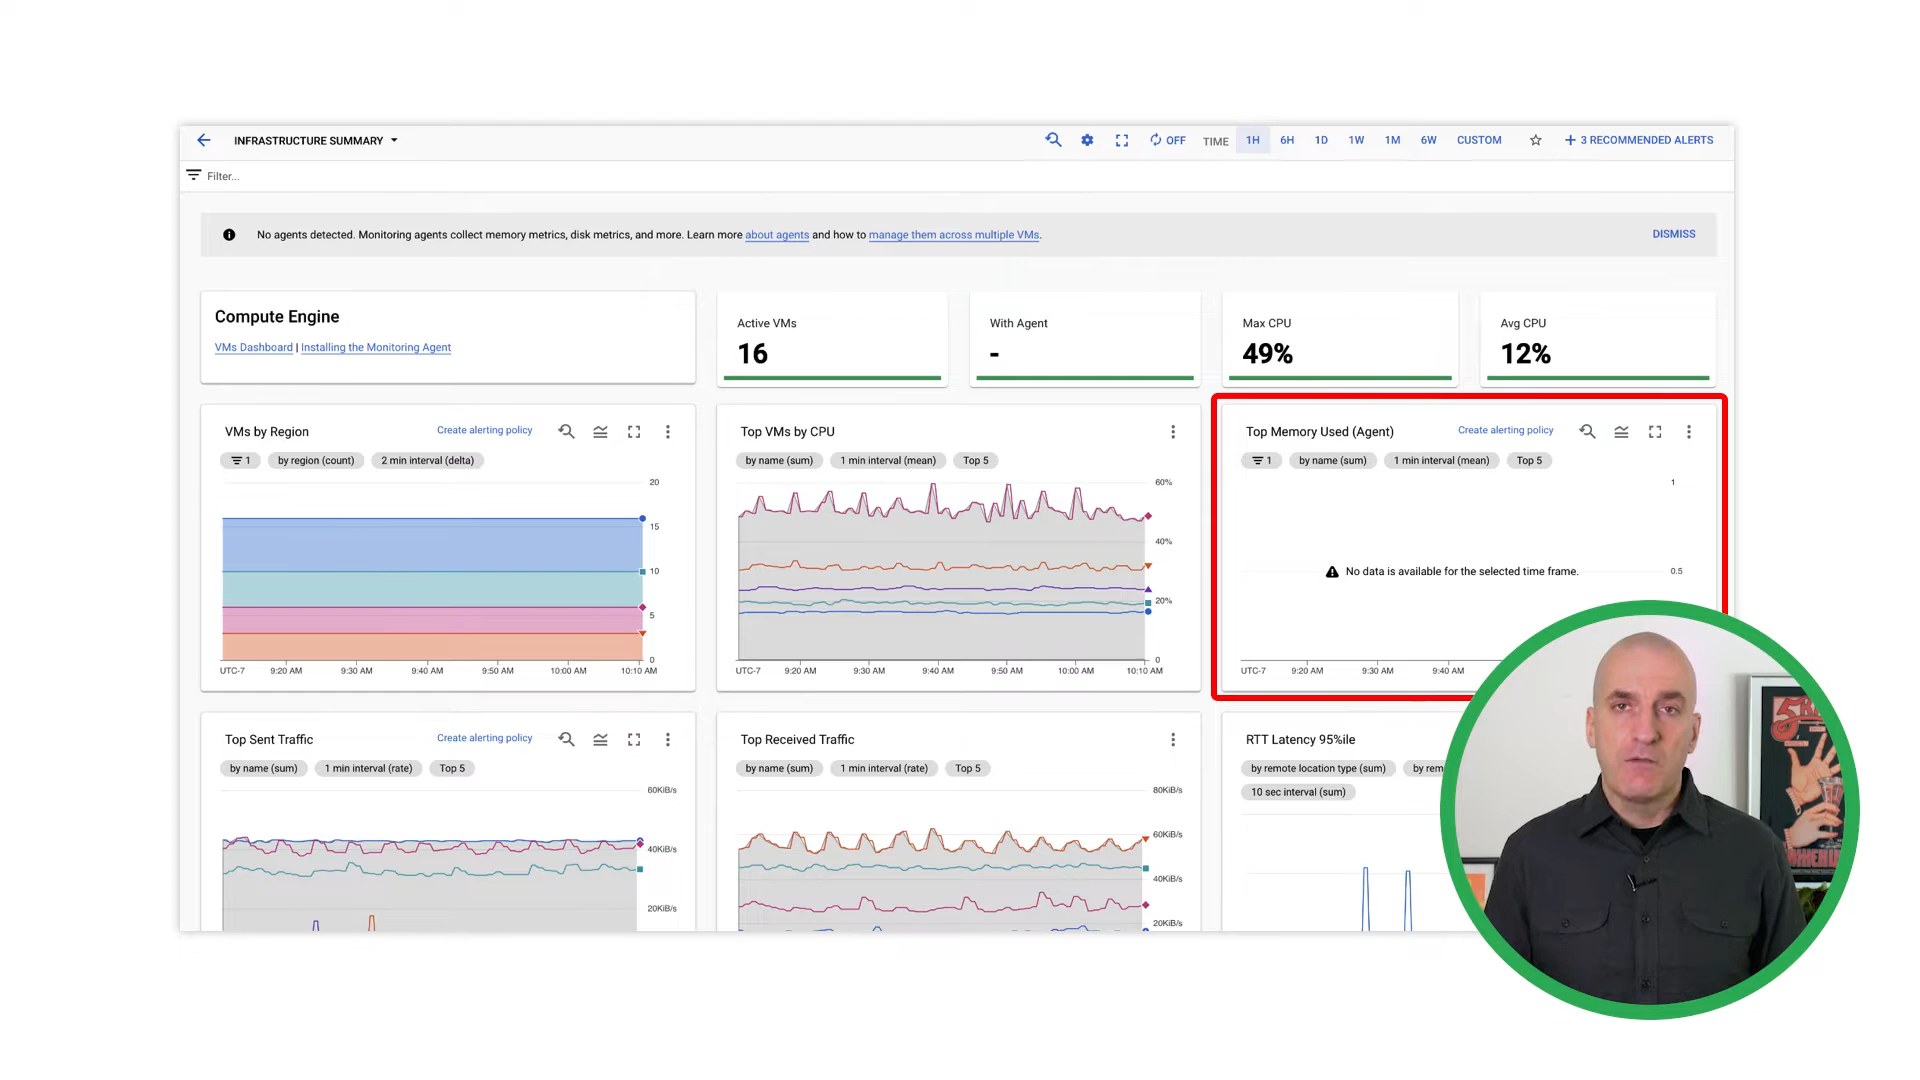 INFRASTRUCTURE SUMMARY
OFF TIME 1H 6H 1D 1W 1M 6W CUSTOM
3 RECOMMENDED ALERTS
Filter...
No agents detected. Monitoring agents collect memory metrics, disk metrics, and more. Learn more about agents and how to manage them across multiple VMs.
DISMISS
Compute Engine
VMs Dashboard | Installing the Monitoring Agent
Active VMs
16
With Agent
-
Max CPU
49%
Avg CPU
12%
VMs by Region
Create alerting policy
1 by region (count) 2 min interval (delta)
20
15
10
5
0
UTC-7 9:20 AM 9:30 AM 9:40 AM 9:50 AM 10:00 AM 10:10 AM
Top VMs by CPU
by name (sum) 1 min interval (mean) Top 5
60%
40%
20%
0
UTC-7 9:20 AM 9:30 AM 9:40 AM 9:50 AM 10:00 AM 10:10 AM
Top Memory Used (Agent)
Create alerting policy
1 by name (sum) 1 min interval (mean) Top 5
1
No data is available for the selected time frame.
0.5
UTC-7 9:20 AM 9:30 AM 9:40 AM
Top Sent Traffic
Create alerting policy
by name (sum) 1 min interval (rate) Top 5
60KiB/s
40KiB/s
20KiB/s
Top Received Traffic
by name (sum) 1 min interval (rate) Top 5
80KiB/s
60KiB/s
40KiB/s
20KiB/s
RTT Latency 95%ile
by remote location type (sum) by rem
10 sec interval (sum)